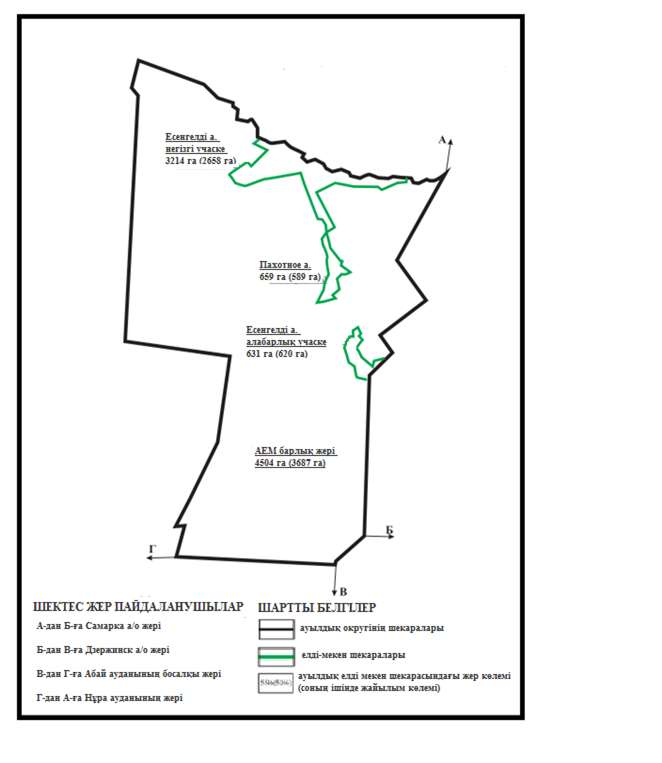 А
Есенгелді а.
негізгі учаске
3214 га (2658 га)
Пахотное а.
659 га (589 га)
Есенгелді а.
алабарлық учаске
631 га (620 га)
АЕМ барлық жері
4504 га (3687 га)
Б
Г
В
ШЕКТЕС ЖЕР ПАЙДАЛАНУШЫЛАР
А-дан Б-ға Самарка а/о жері
Б-дан В-ға Дзержинск а/о жері
В-дан Г-ға Абай ауданының босалқы жері
Г-дан А-ға Нұра ауданының жері
ШАРТТЫ БЕЛГІЛЕР
ауылдық округінің шекаралары
елді-мекен шекаралары
ауылдық елді мекен шекарасындағы жер көлемі
(соның ішінде жайылым көлемі)